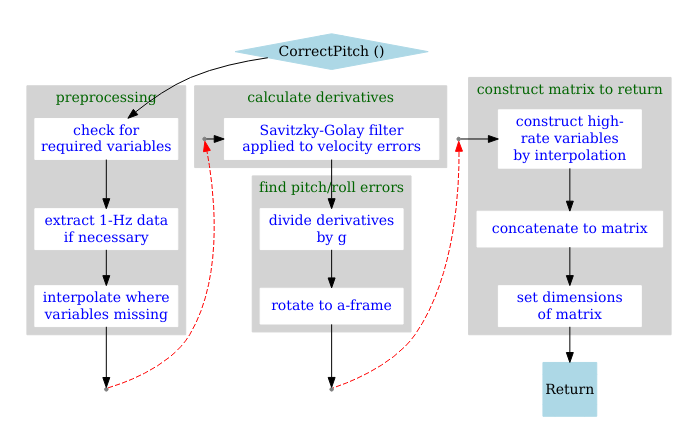 CorrectPitch ()
preprocessing
check for
required variables
extract 1-Hz data
if necessary
interpolate where
variables missing
calculate derivatives
Savitzky-Golay filter
applied to velocity errors
find pitch/roll errors
divide derivatives
by g
rotate to a-frame
construct matrix to return
construct high-
rate variables
by interpolation
concatenate to matrix
set dimensions
of matrix
Return